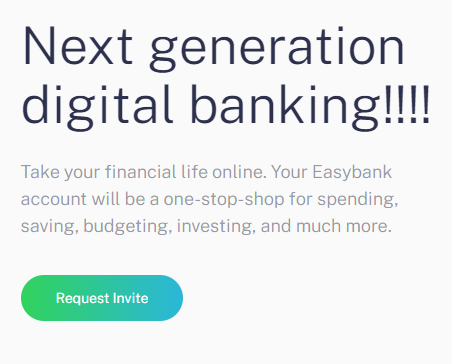 Next generation
digital banking!!!!
Take your financial life online. Your Easybank
account will be a one-stop-shop for spending,
saving, budgeting, investing, and much more.
Request Invite